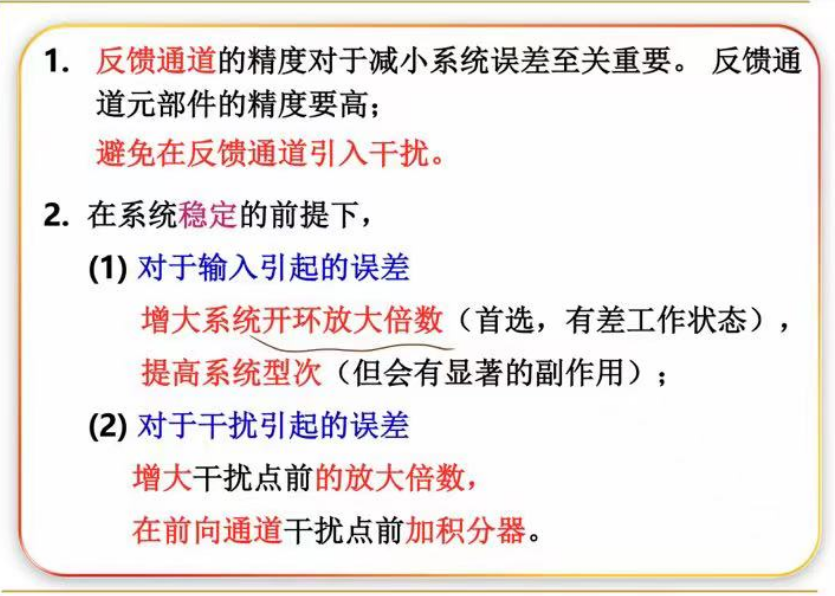 1. 反馈通道的精度对于减小系统误差至关重要。 反馈通
道元部件的精度要高；
避免在反馈通道引入干扰。
2. 在系统稳定的前提下，
(1) 对于输入引起的误差
增大系统开环放大倍数（首选，有差工作状态），
提高系统型次（但会有显著的副作用）；
(2) 对于干扰引起的误差
增大干扰点前的放大倍数，
在前向通道干扰点前加积分器。